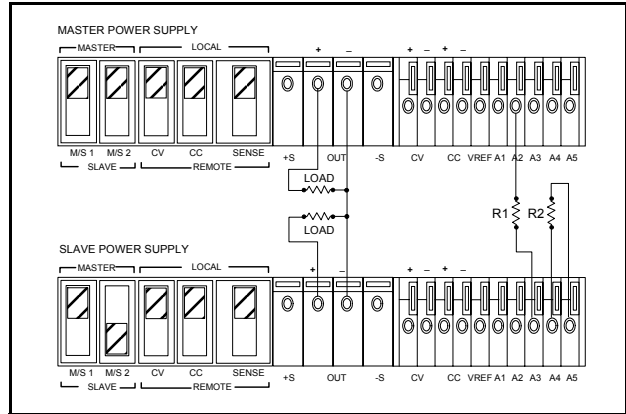 MASTER POWER SUPPLY
MASTER LOCAL
+ – + – + –
M/S 1 M/S 2 CV CC SENSE +S OUT -S CV CC VREF A1 A2 A3 A4 A5
SLAVE REMOTE
LOAD
R1 R2
LOAD
SLAVE POWER SUPPLY
MASTER LOCAL
+ – + – + –
M/S 1 M/S 2 CV CC SENSE +S OUT -S CV CC VREF A1 A2 A3 A4 A5
SLAVE REMOTE